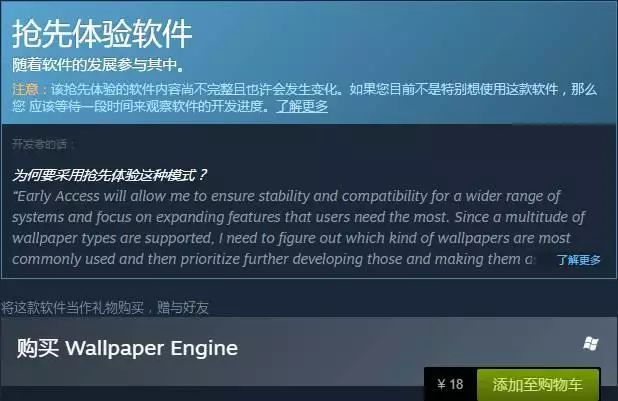 抢先体验软件
随着软件的发展参与其中。
注意：该抢先体验的软件内容尚不完整且也许会发生变化。如果您目前不是特别想使用这款软件，那么
您 应该等待一段时间来观察软件的开发进度。了解更多
开发者的话：
为何要采用抢先体验这种模式？
“Early Access will allow me to ensure stability and compatibility for a wider range of
systems and focus on expanding features that users need the most. Since a multitude of
wallpaper types are supported, I need to figure out which kind of wallpapers are most
commonly used and then prioritize further developing those and making them a 了解更多
将这款软件当作礼物购买，赠与好友
购买 Wallpaper Engine
¥ 18 添加至购物车